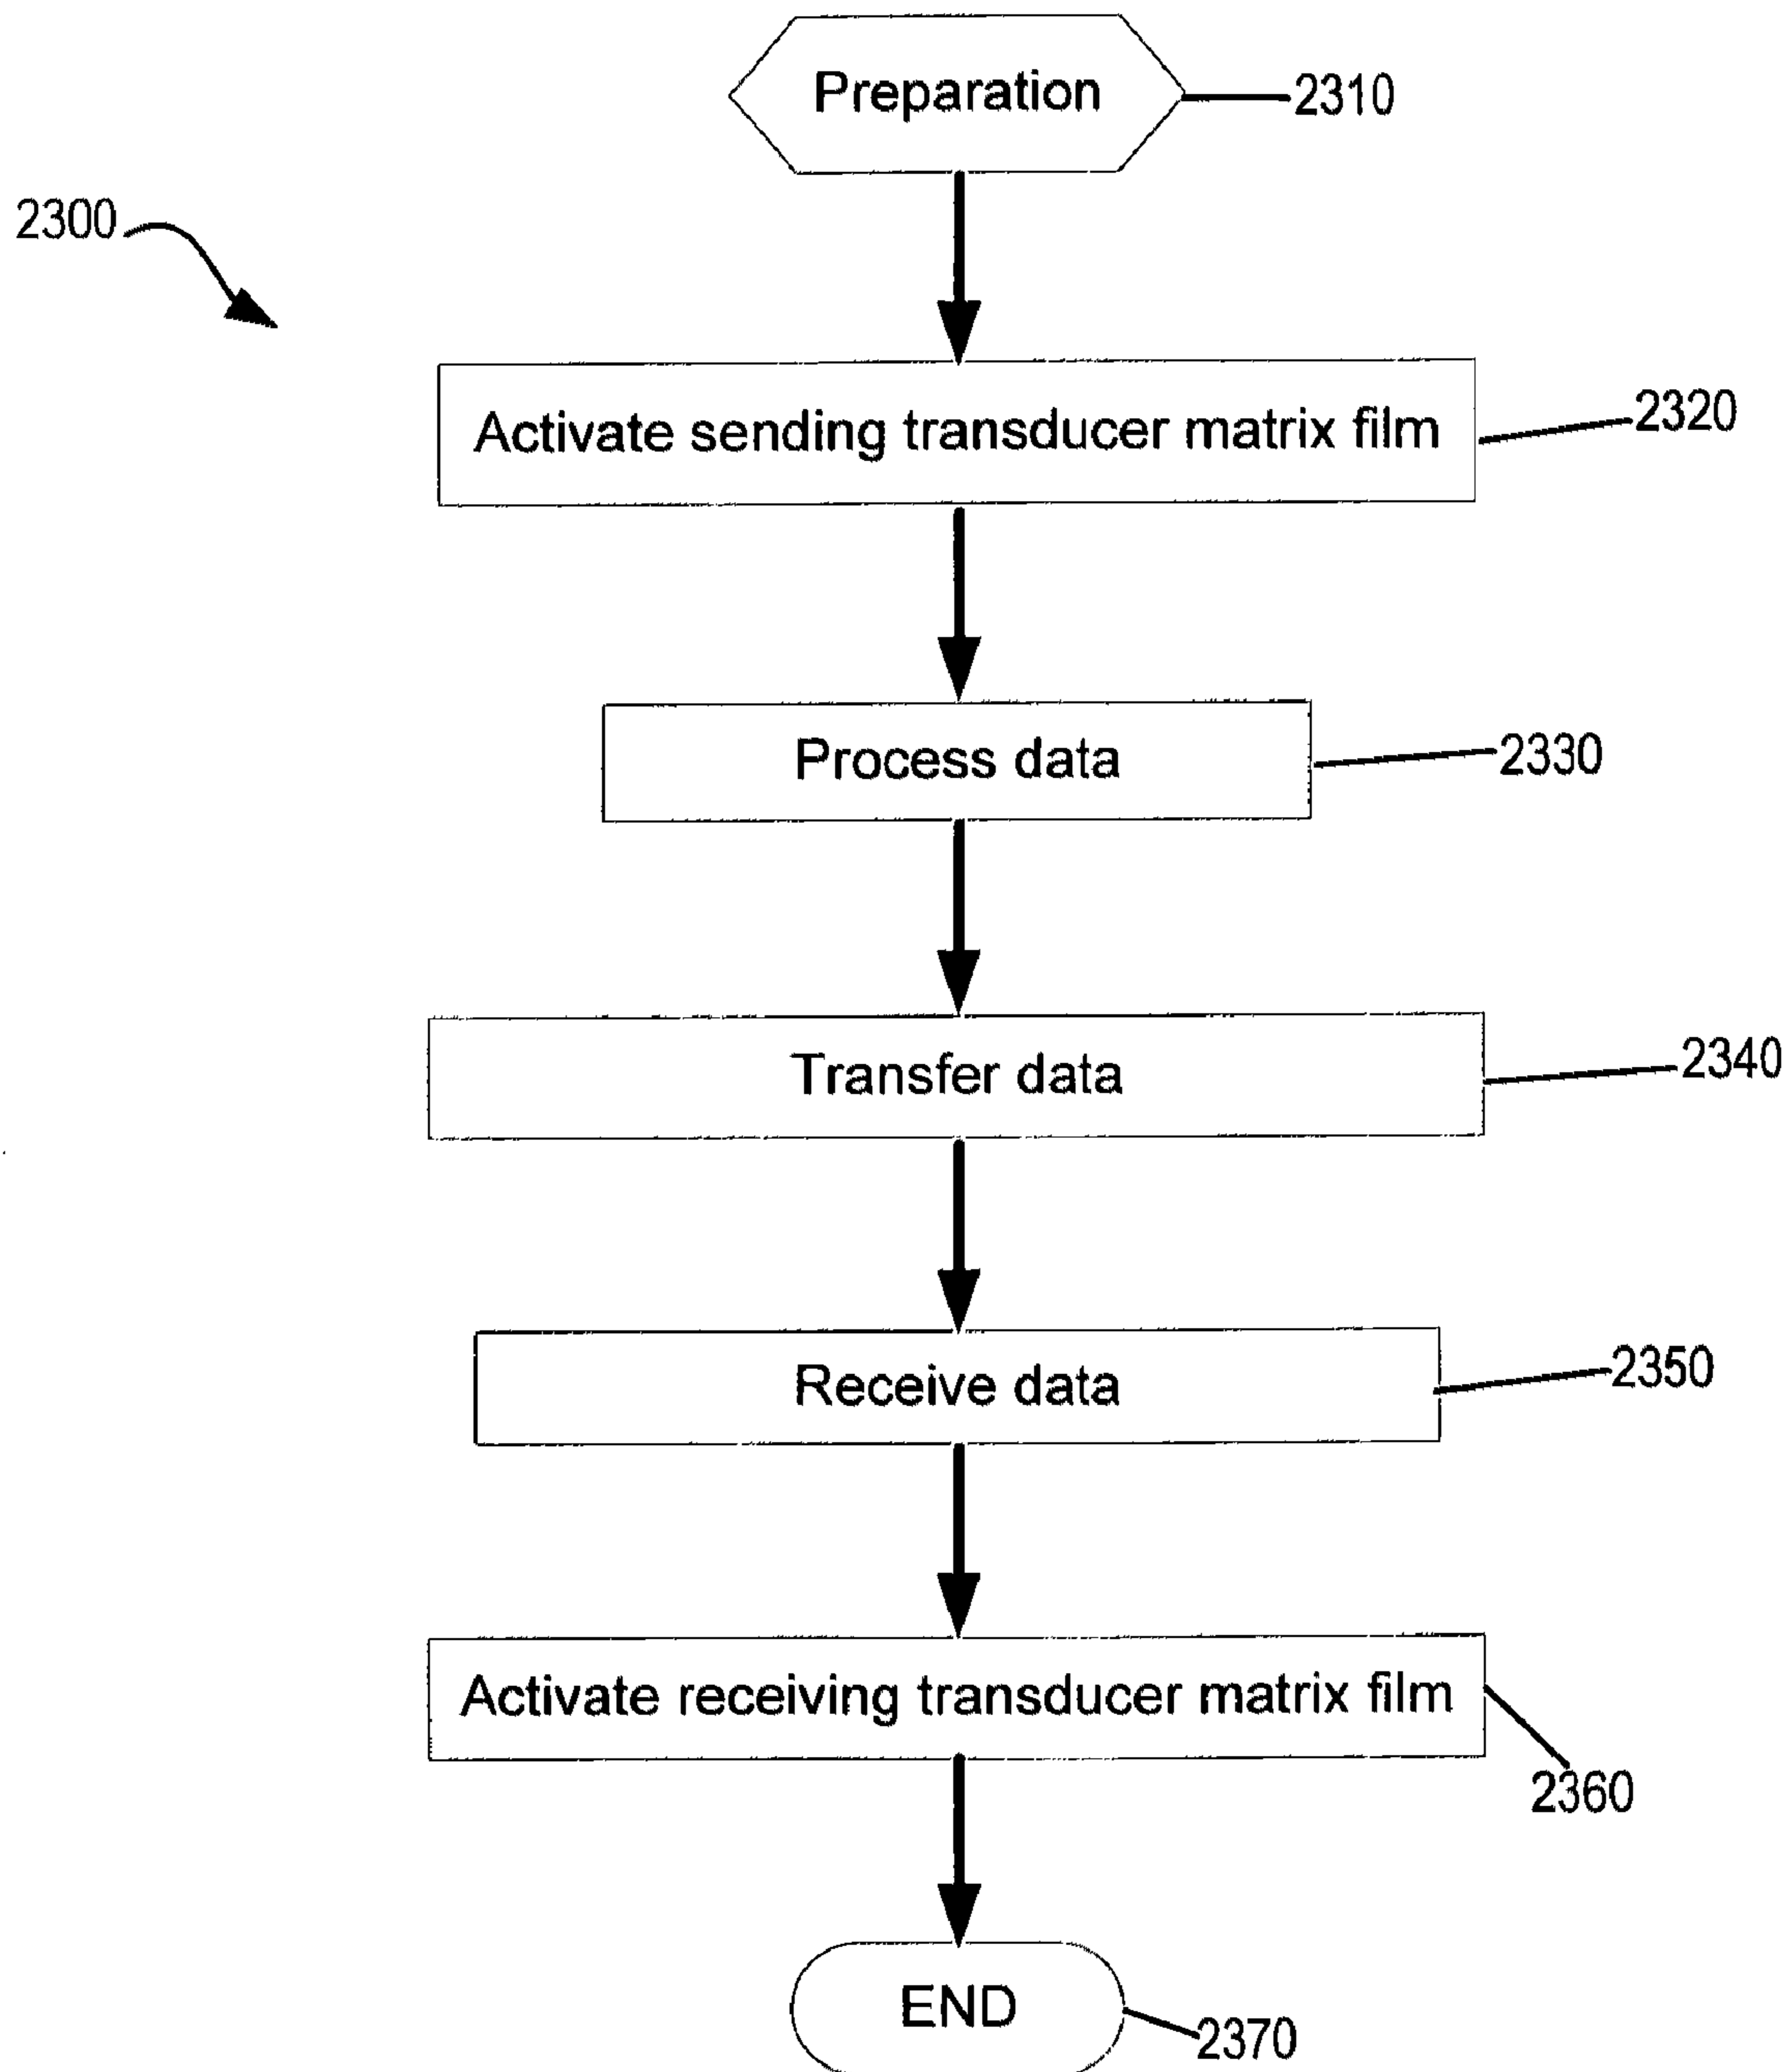 Preparation
2310
2300
Activate sending transducer matrix film
2320
Process data
2330
Transfer data
2340
Receive data
2350
Activate receiving transducer matrix film
2360
END
2370